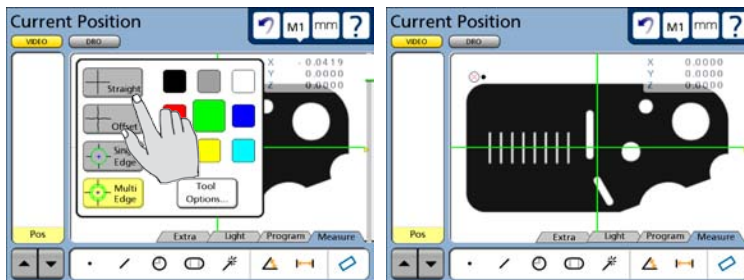 Current Position
M1 mm ?
VIDEO DRO
X - 0.0419
Y 0.0000
Z 0.0000
Straight
Offset
Single
Edge
Multi
Edge
Tool
Options...
Pos
Extra Light Program Measure
Current Position
M1 mm ?
VIDEO DRO
X 0.0000
Y 0.0000
Z 0.0000
Pos
Extra Light Program Measure